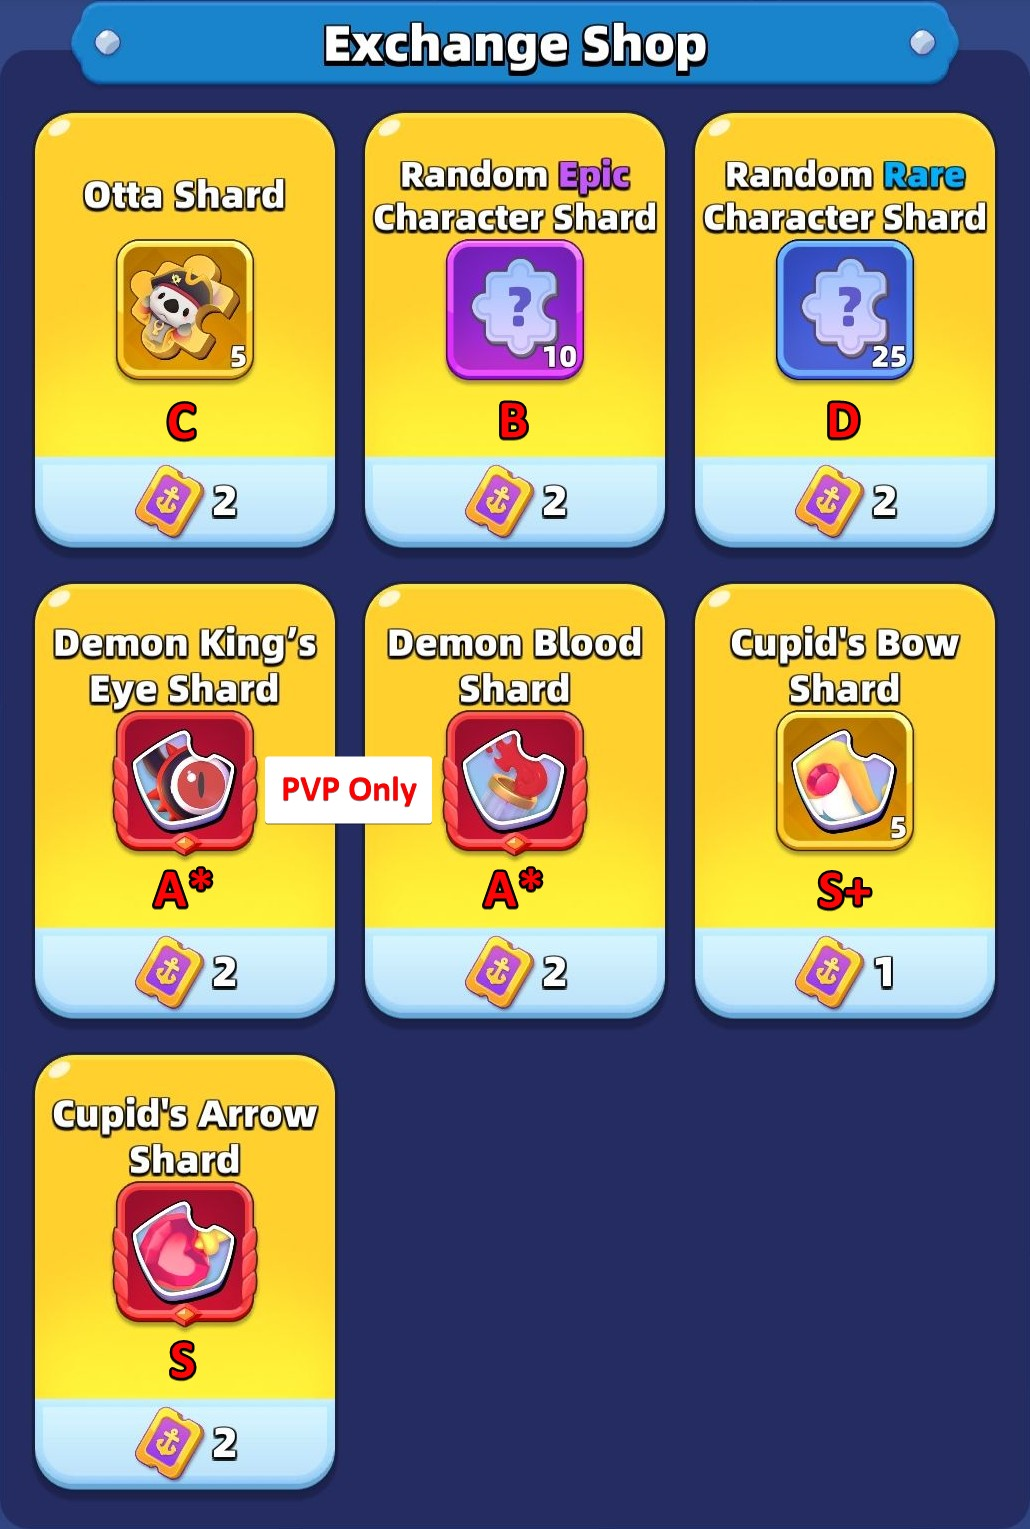 Exchange Shop
Otta Shard
5
C
2
Random Epic
Character Shard
?
10
B
2
Random Rare
Character Shard
?
25
D
2
Demon King’s
Eye Shard
A*
2
PVP Only
Demon Blood
Shard
A*
2
Cupid's Bow
Shard
5
S+
1
Cupid's Arrow
Shard
S
2